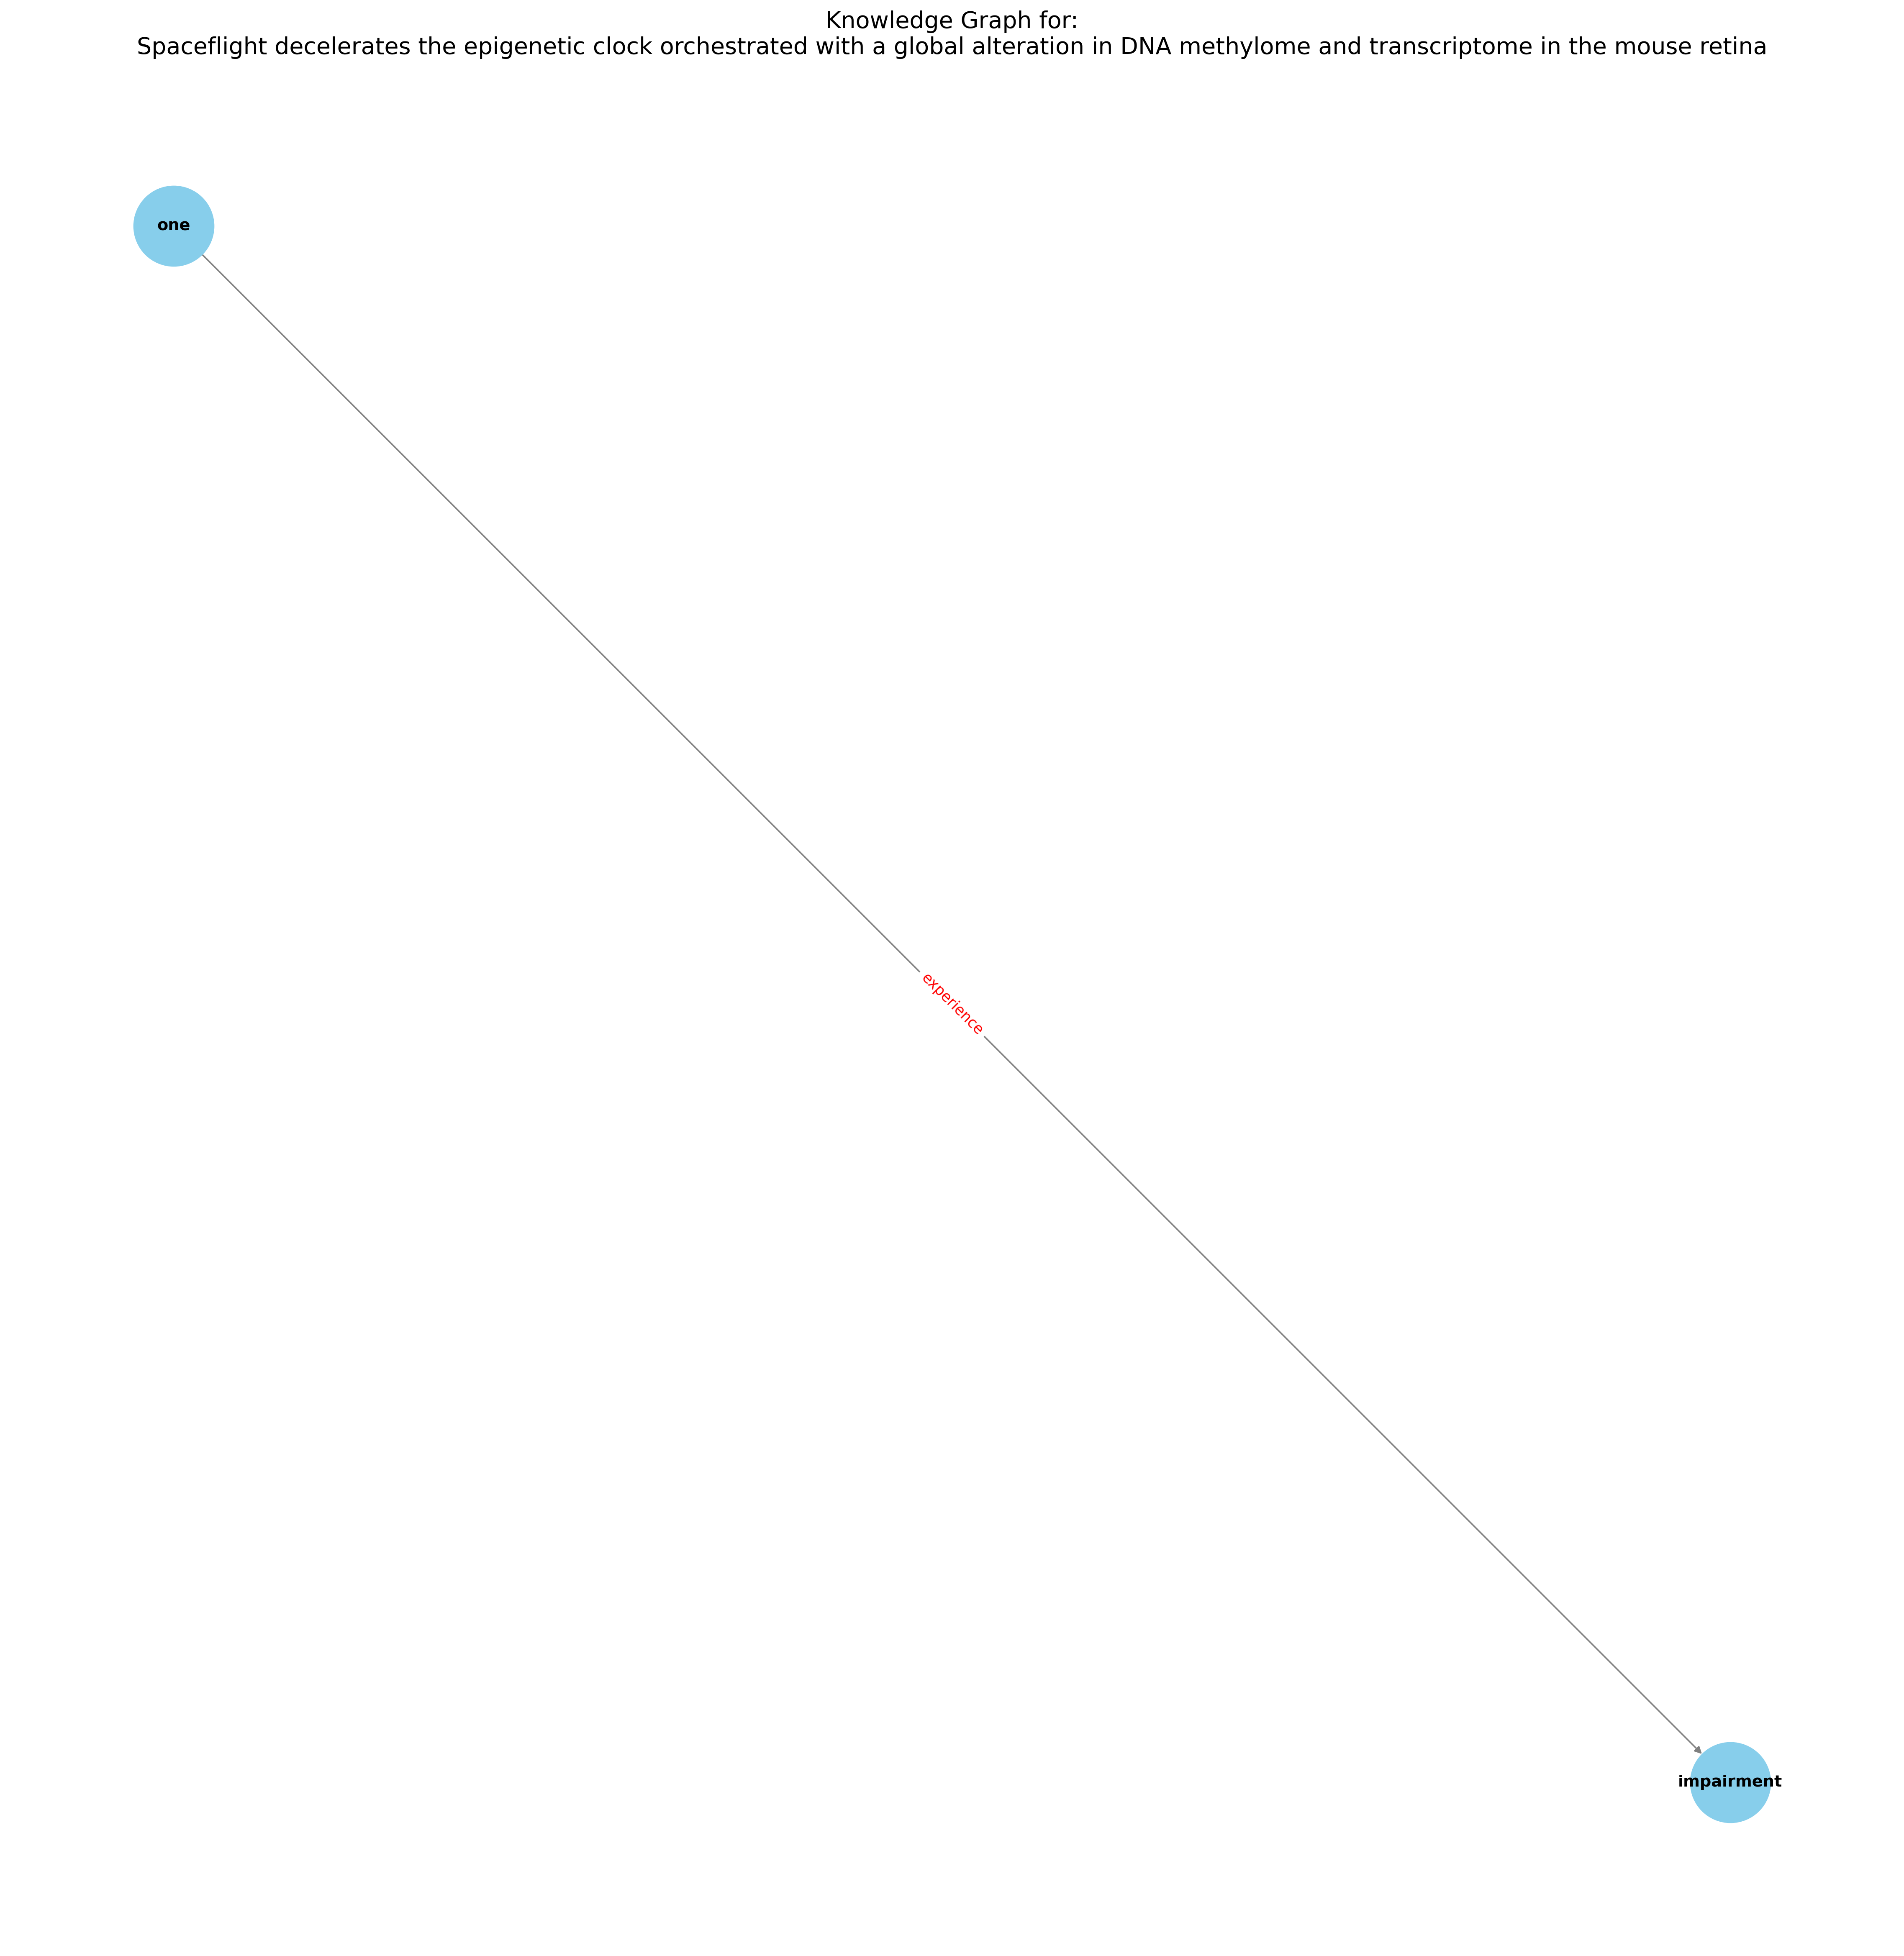 Knowledge Graph for:
Spaceflight decelerates the epigenetic clock orchestrated with a global alteration in DNA methylome and transcriptome in the mouse retina
one
experience
impairment